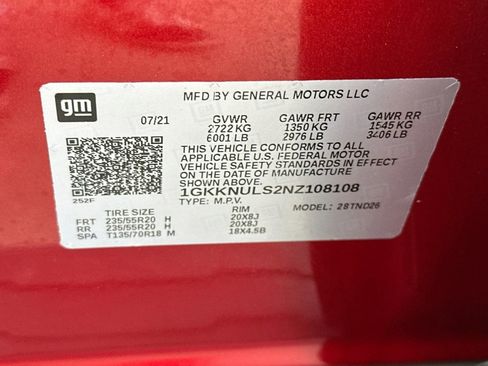 gm
MFD BY GENERAL MOTORS LLC
07/21 GVWR GAWR FRT GAWR RR
2722 KG 1350 KG 1545 KG
6001 LB 2976 LB 3406 LB
THIS VEHICLE CONFORMS TO ALL APPLICABLE
U.S. FEDERAL MOTOR
VEHICLE SAFETY STANDARDS IN EFFECT
ON THE DATE OF MANUFACTURE
SHOWN ABOVE.
1GKKNULS2NZ108108
252F TYPE: M.P.V. MODEL: 28TND26
TIRE SIZE RIM
FRT 235/55R20 H 20X8J
RR 235/55R20 H 20X8J
SPA T135/70R18 M 18X4.5B